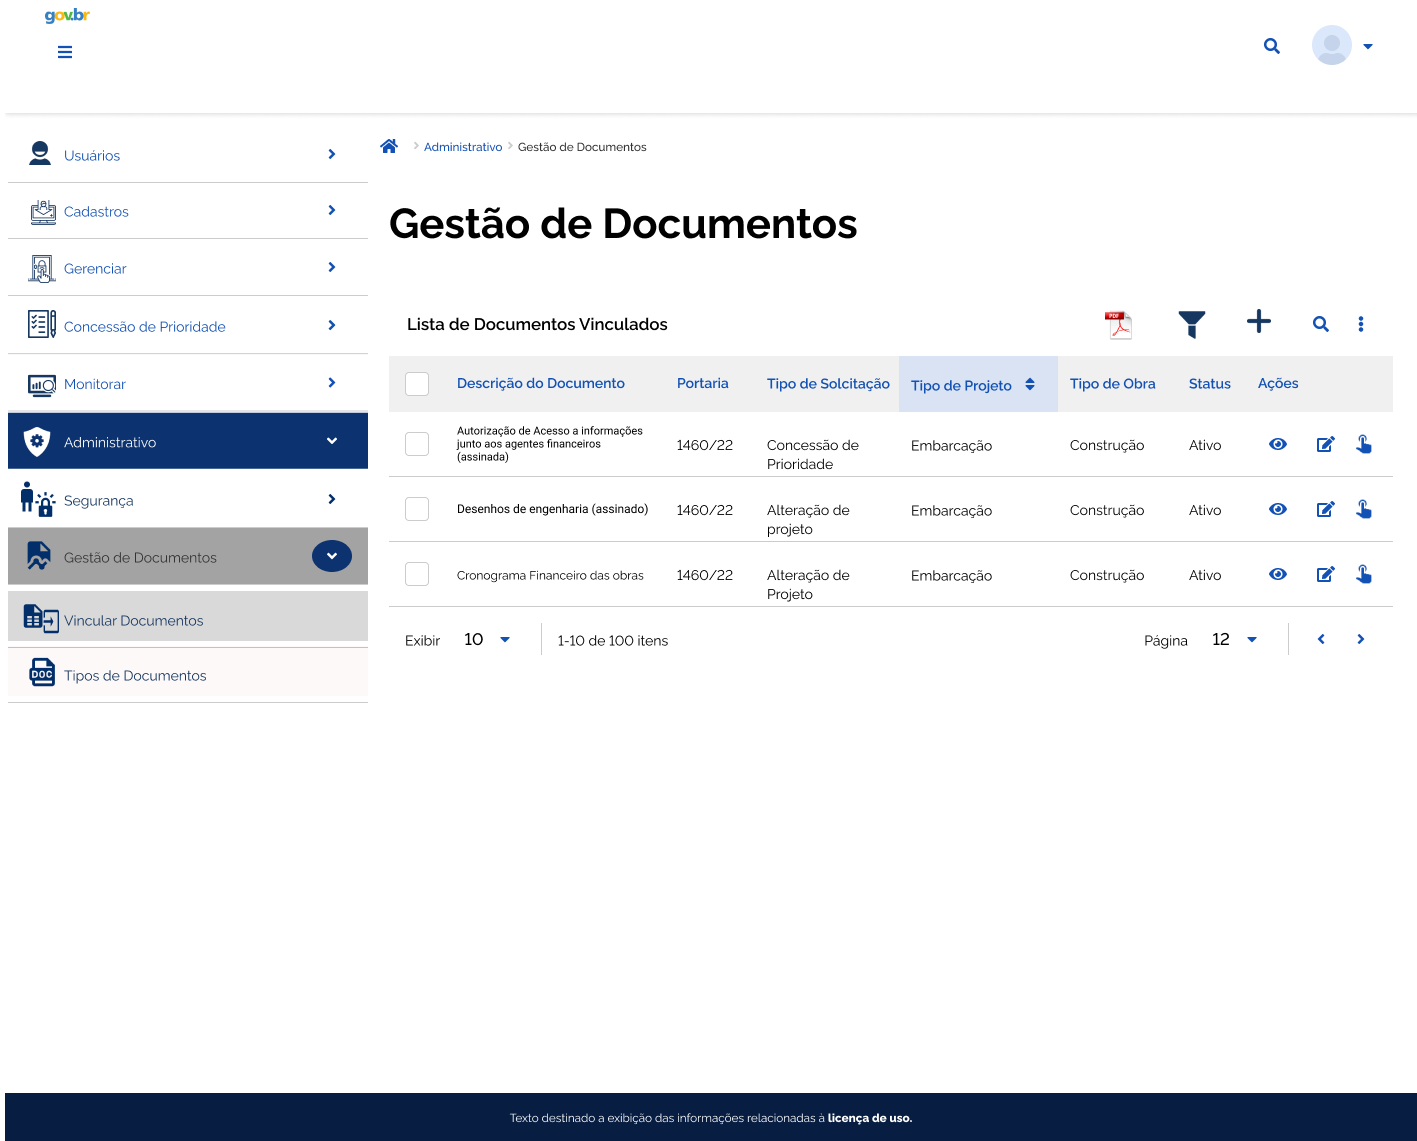 gov.br
Usuários
Cadastros
Gerenciar
Concessão de Prioridade
Monitorar
Administrativo
Segurança
Gestão de Documentos
Vincular Documentos
DOC
Tipos de Documentos
Administrativo
Gestão de Documentos
Gestão de Documentos
Lista de Documentos Vinculados
PDF
Descrição do Documento Portaria Tipo de Solcitação Tipo de Projeto Tipo de Obra Status Ações
Autorização de Acesso a informações
junto aos agentes financeiros
(assinada)
1460/22
Concessão de
Prioridade
Embarcação
Construção
Ativo
Desenhos de engenharia (assinado)
1460/22
Alteração de
projeto
Embarcação
Construção
Ativo
Cronograma Financeiro das obras
1460/22
Alteração de
Projeto
Embarcação
Construção
Ativo
Exibir 10 1-10 de 100 itens Página 12
Texto destinado a exibição das informações relacionadas à licença de uso.